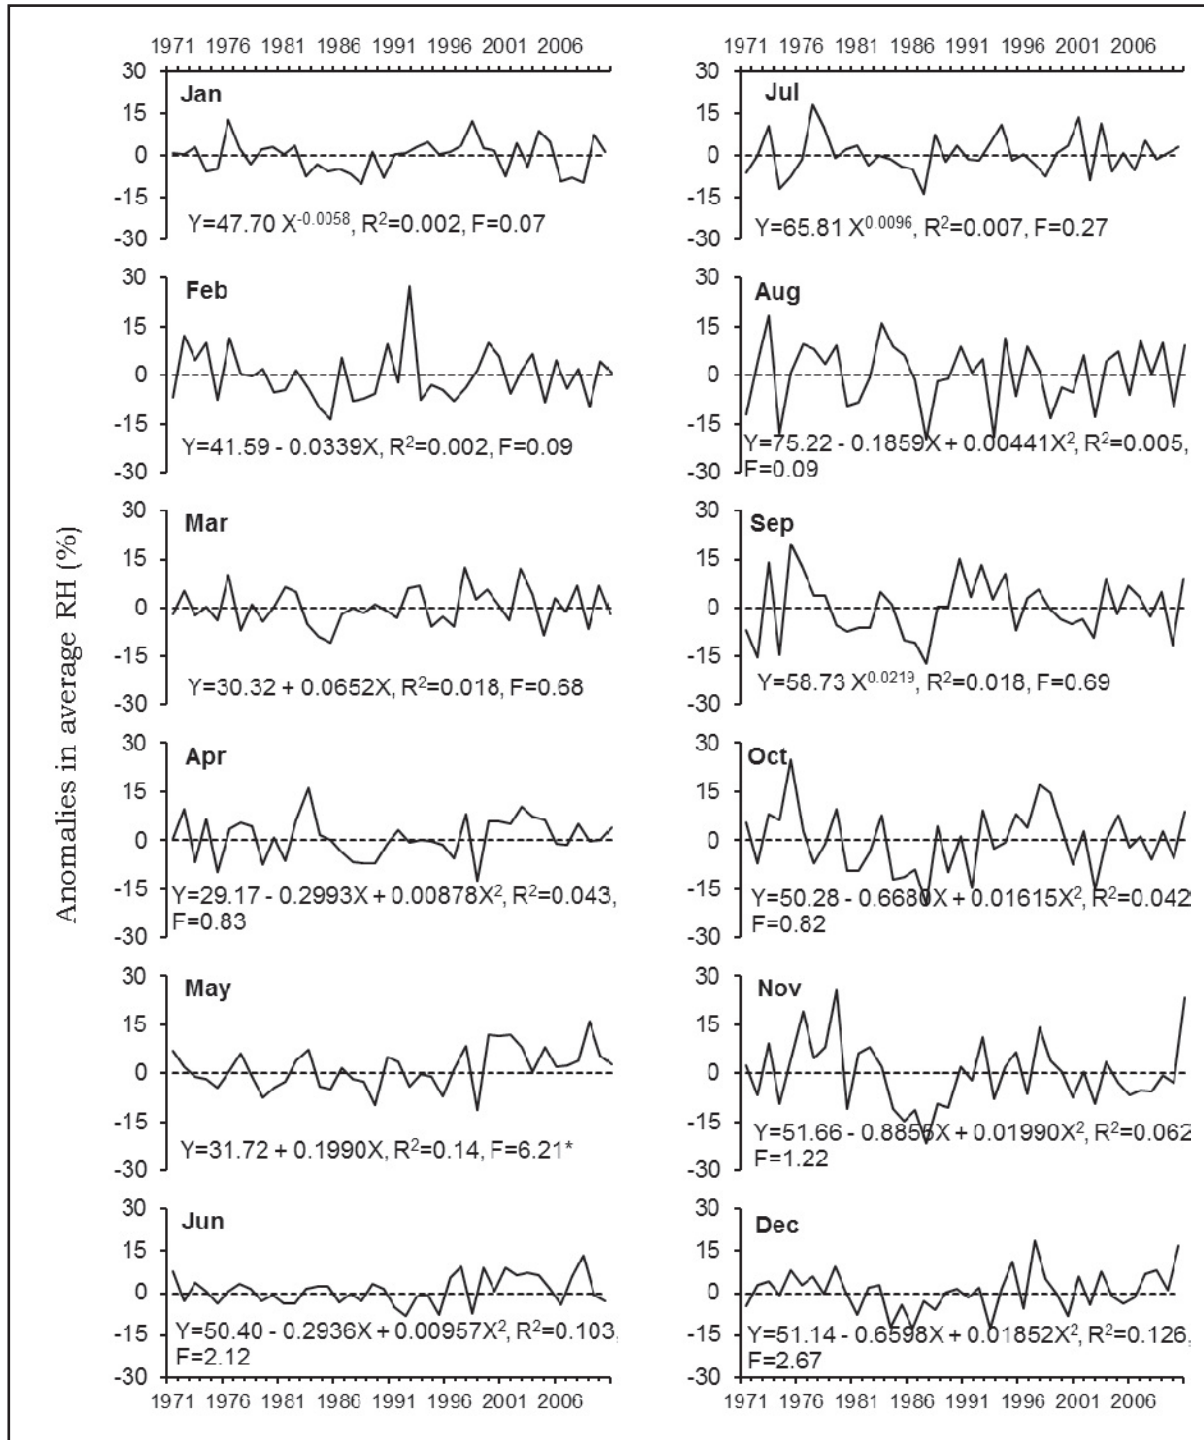 Anomalies in average RH (%)
1971 1976 1981 1986 1991 1996 2001 2006
30
15
0
-15
-30
Jan
Y=47.70 X-0.0058, R2=0.002, F=0.07
30
15
0
-15
-30
Feb
Y=41.59 - 0.0339X, R2=0.002, F=0.09
30
15
0
-15
-30
Mar
Y=30.32 + 0.0652X, R2=0.018, F=0.68
30
15
0
-15
-30
Apr
Y=29.17 - 0.2993X + 0.00878X2, R2=0.043,
F=0.83
30
15
0
-15
-30
May
Y=31.72 + 0.1990X, R2=0.14, F=6.21*
30
15
0
-15
-30
Jun
Y=50.40 - 0.2936X + 0.00957X2, R2=0.103,
F=2.12
1971 1976 1981 1986 1991 1996 2001 2006
1971 1976 1981 1986 1991 1996 2001 2006
30
15
0
-15
-30
Jul
Y=65.81 X0.0096, R2=0.007, F=0.27
30
15
0
-15
-30
Aug
Y=75.22 - 0.1859X + 0.00441X2, R2=0.005,
F=0.09
30
15
0
-15
-30
Sep
Y=58.73 X0.0219, R2=0.018, F=0.69
30
15
0
-15
-30
Oct
Y=50.28 - 0.6680X + 0.01615X2, R2=0.042
F=0.82
30
15
0
-15
-30
Nov
Y=51.66 - 0.8856X + 0.01990X2, R2=0.062
F=1.22
30
15
0
-15
-30
Dec
Y=51.14 - 0.6598X + 0.01852X2, R2=0.126,
F=2.67
1971 1976 1981 1986 1991 1996 2001 2006